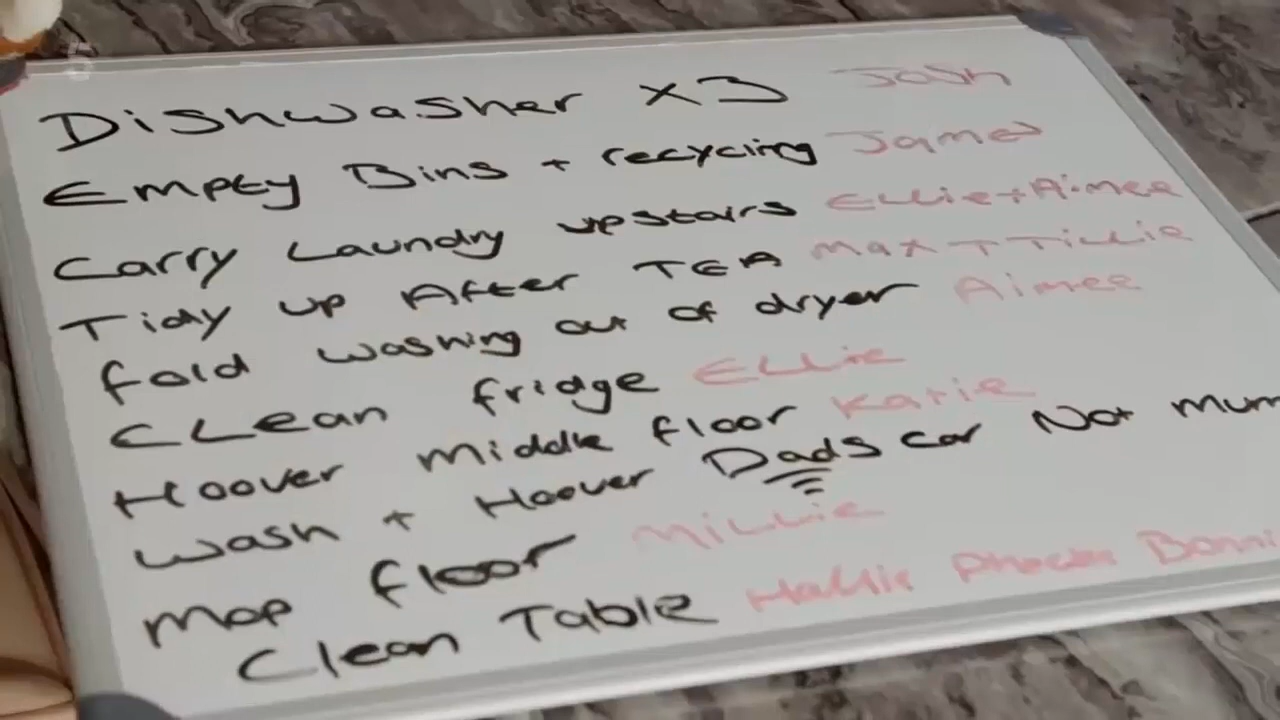 Dishwasher x3 Josh
Empty Bins + recycling James
Carry Laundry upstairs Ellie + Aimee
Tidy up After TEA Max + Tillie
fold washing out of dryer Aimee
Clean fridge Ellie
Hoover middle floor Katie
Wash + Hoover Dads car Not mum
Mop floor Millie
Clean Table Hallie Phoebe Bonni
5